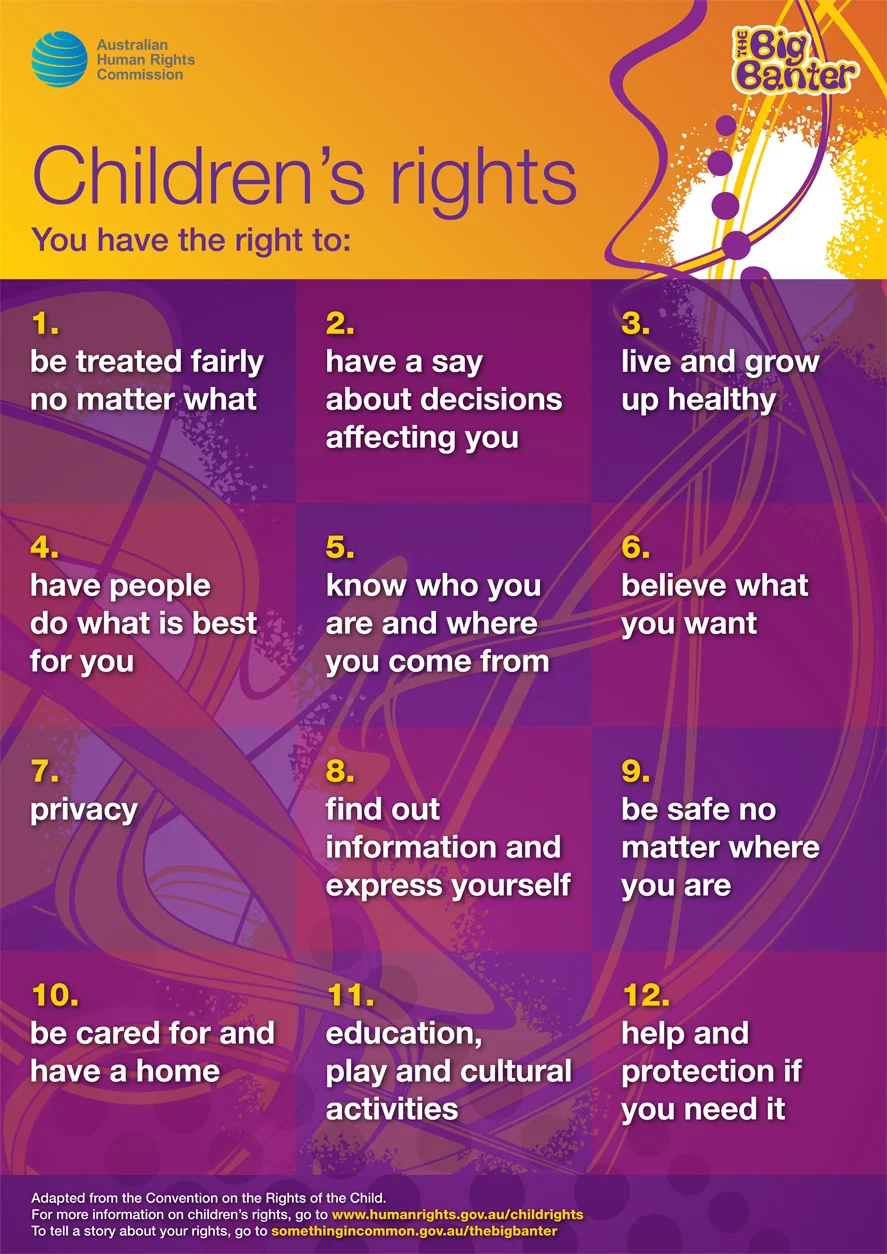 Australian
Human Rights
Commission
THE
Big
Banter
Children's rights
You have the right to:
1.
be treated fairly
no matter what
2.
have a say
about decisions
affecting you
3.
live and grow
up healthy
4.
have people
do what is best
for you
5.
know who you
are and where
you come from
6.
believe what
you want
7.
privacy
8.
find out
information and
express yourself
9.
be safe no
matter where
you are
10.
be cared for and
have a home
11.
education,
play and cultural
activities
12.
help and
protection if
you need it
Adapted from the Convention on the Rights of the Child.
For more information on children's rights, go to www.humanrights.gov.au/childrights
To tell a story about your rights, go to somethingincommon.gov.au/thebigbanter